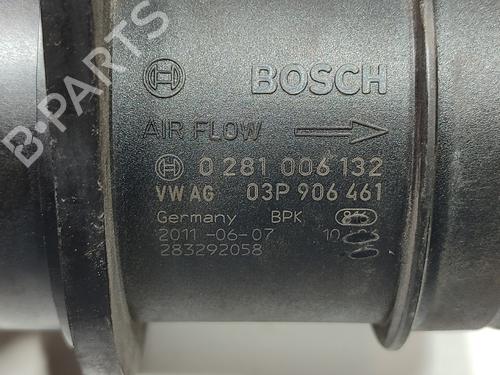 BOSCH
AIR FLOW
0 281 006 132
VW AG 03P 906 461
Germany BPK
2011-06-07
283292058
B-PARTS